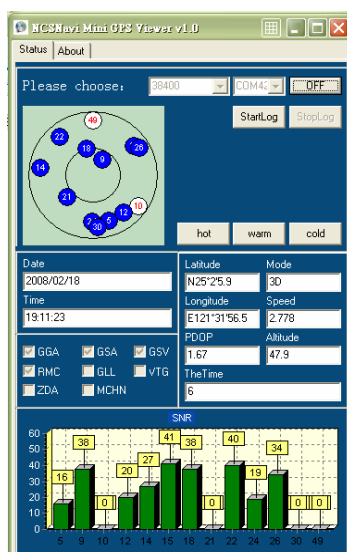 NCSNavi Mini GPS Viewer v1.0
Status About
Please choose: 38400 COM42 OFF
StartLog StopLog
49
22
18
26
9
14
21
10
12
5
30
hot warm cold
Date
2008/02/18
Time
19:11:23
Latitude Mode
N25°2'5.9 3D
Longitude Speed
E121°31'56.5 2.778
PDOP Altitude
1.67 47.9
TheTime
6
GGA GSA GSV
RMC GLL VTG
ZDA MCHN
SNR
60
50
40
30
20
10
0
16 38 0 20 27 41 38 0 40 19 34 0 0
5 9 10 12 14 15 18 21 22 24 26 30 49